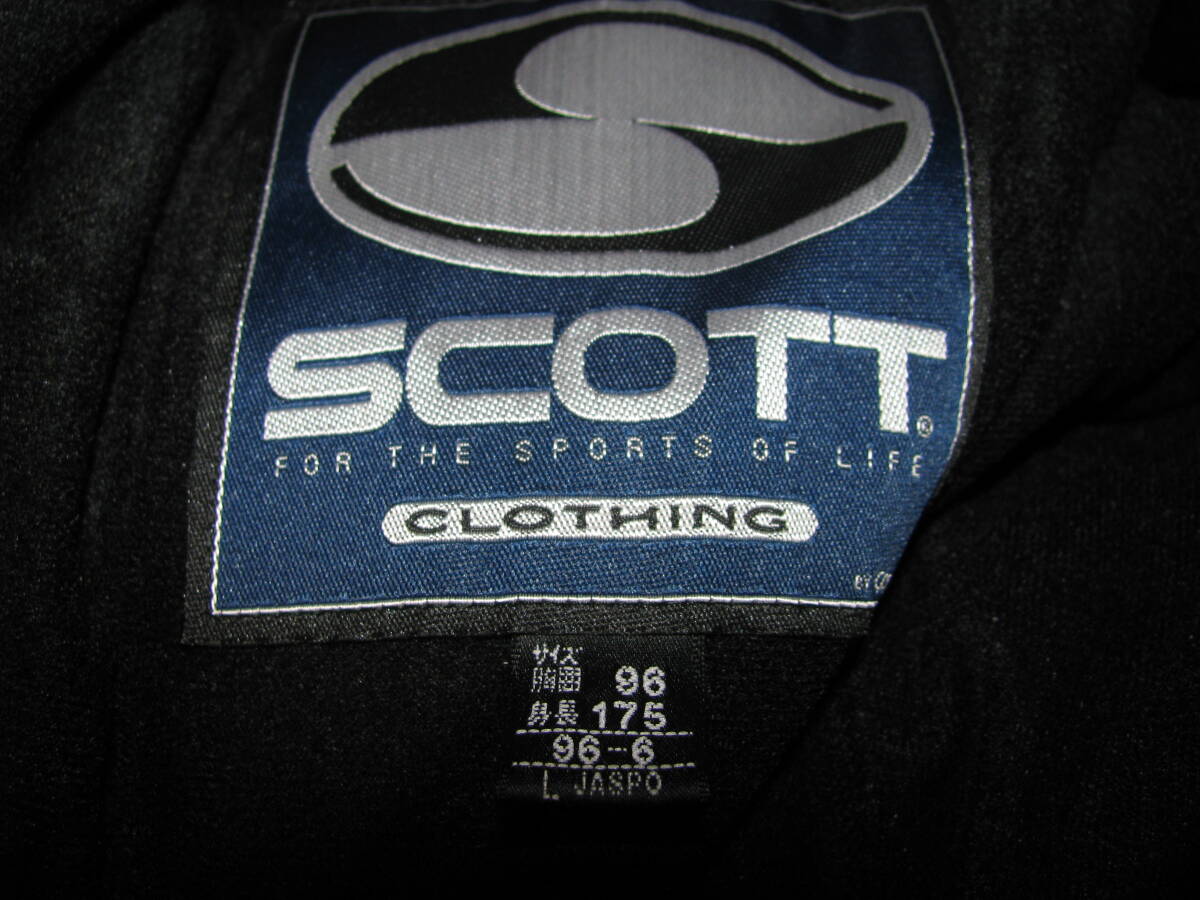 SCOTT®
FOR THE SPORTS OF LIFE
CLOTHING
サイズ
胸囲 96
身長 175
96-6
L. JASPO